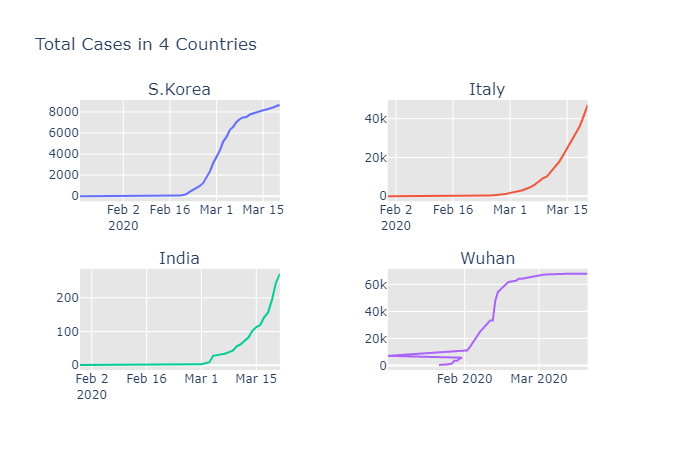 Total Cases in 4 Countries
S.Korea
8000
6000
4000
2000
0
Feb 2 Feb 16 Mar 1 Mar 15
2020
Italy
40k
20k
0
Feb 2 Feb 16 Mar 1 Mar 15
2020
India
200
100
0
Feb 2 Feb 16 Mar 1 Mar 15
2020
Wuhan
60k
40k
20k
0
Feb 2020 Mar 2020